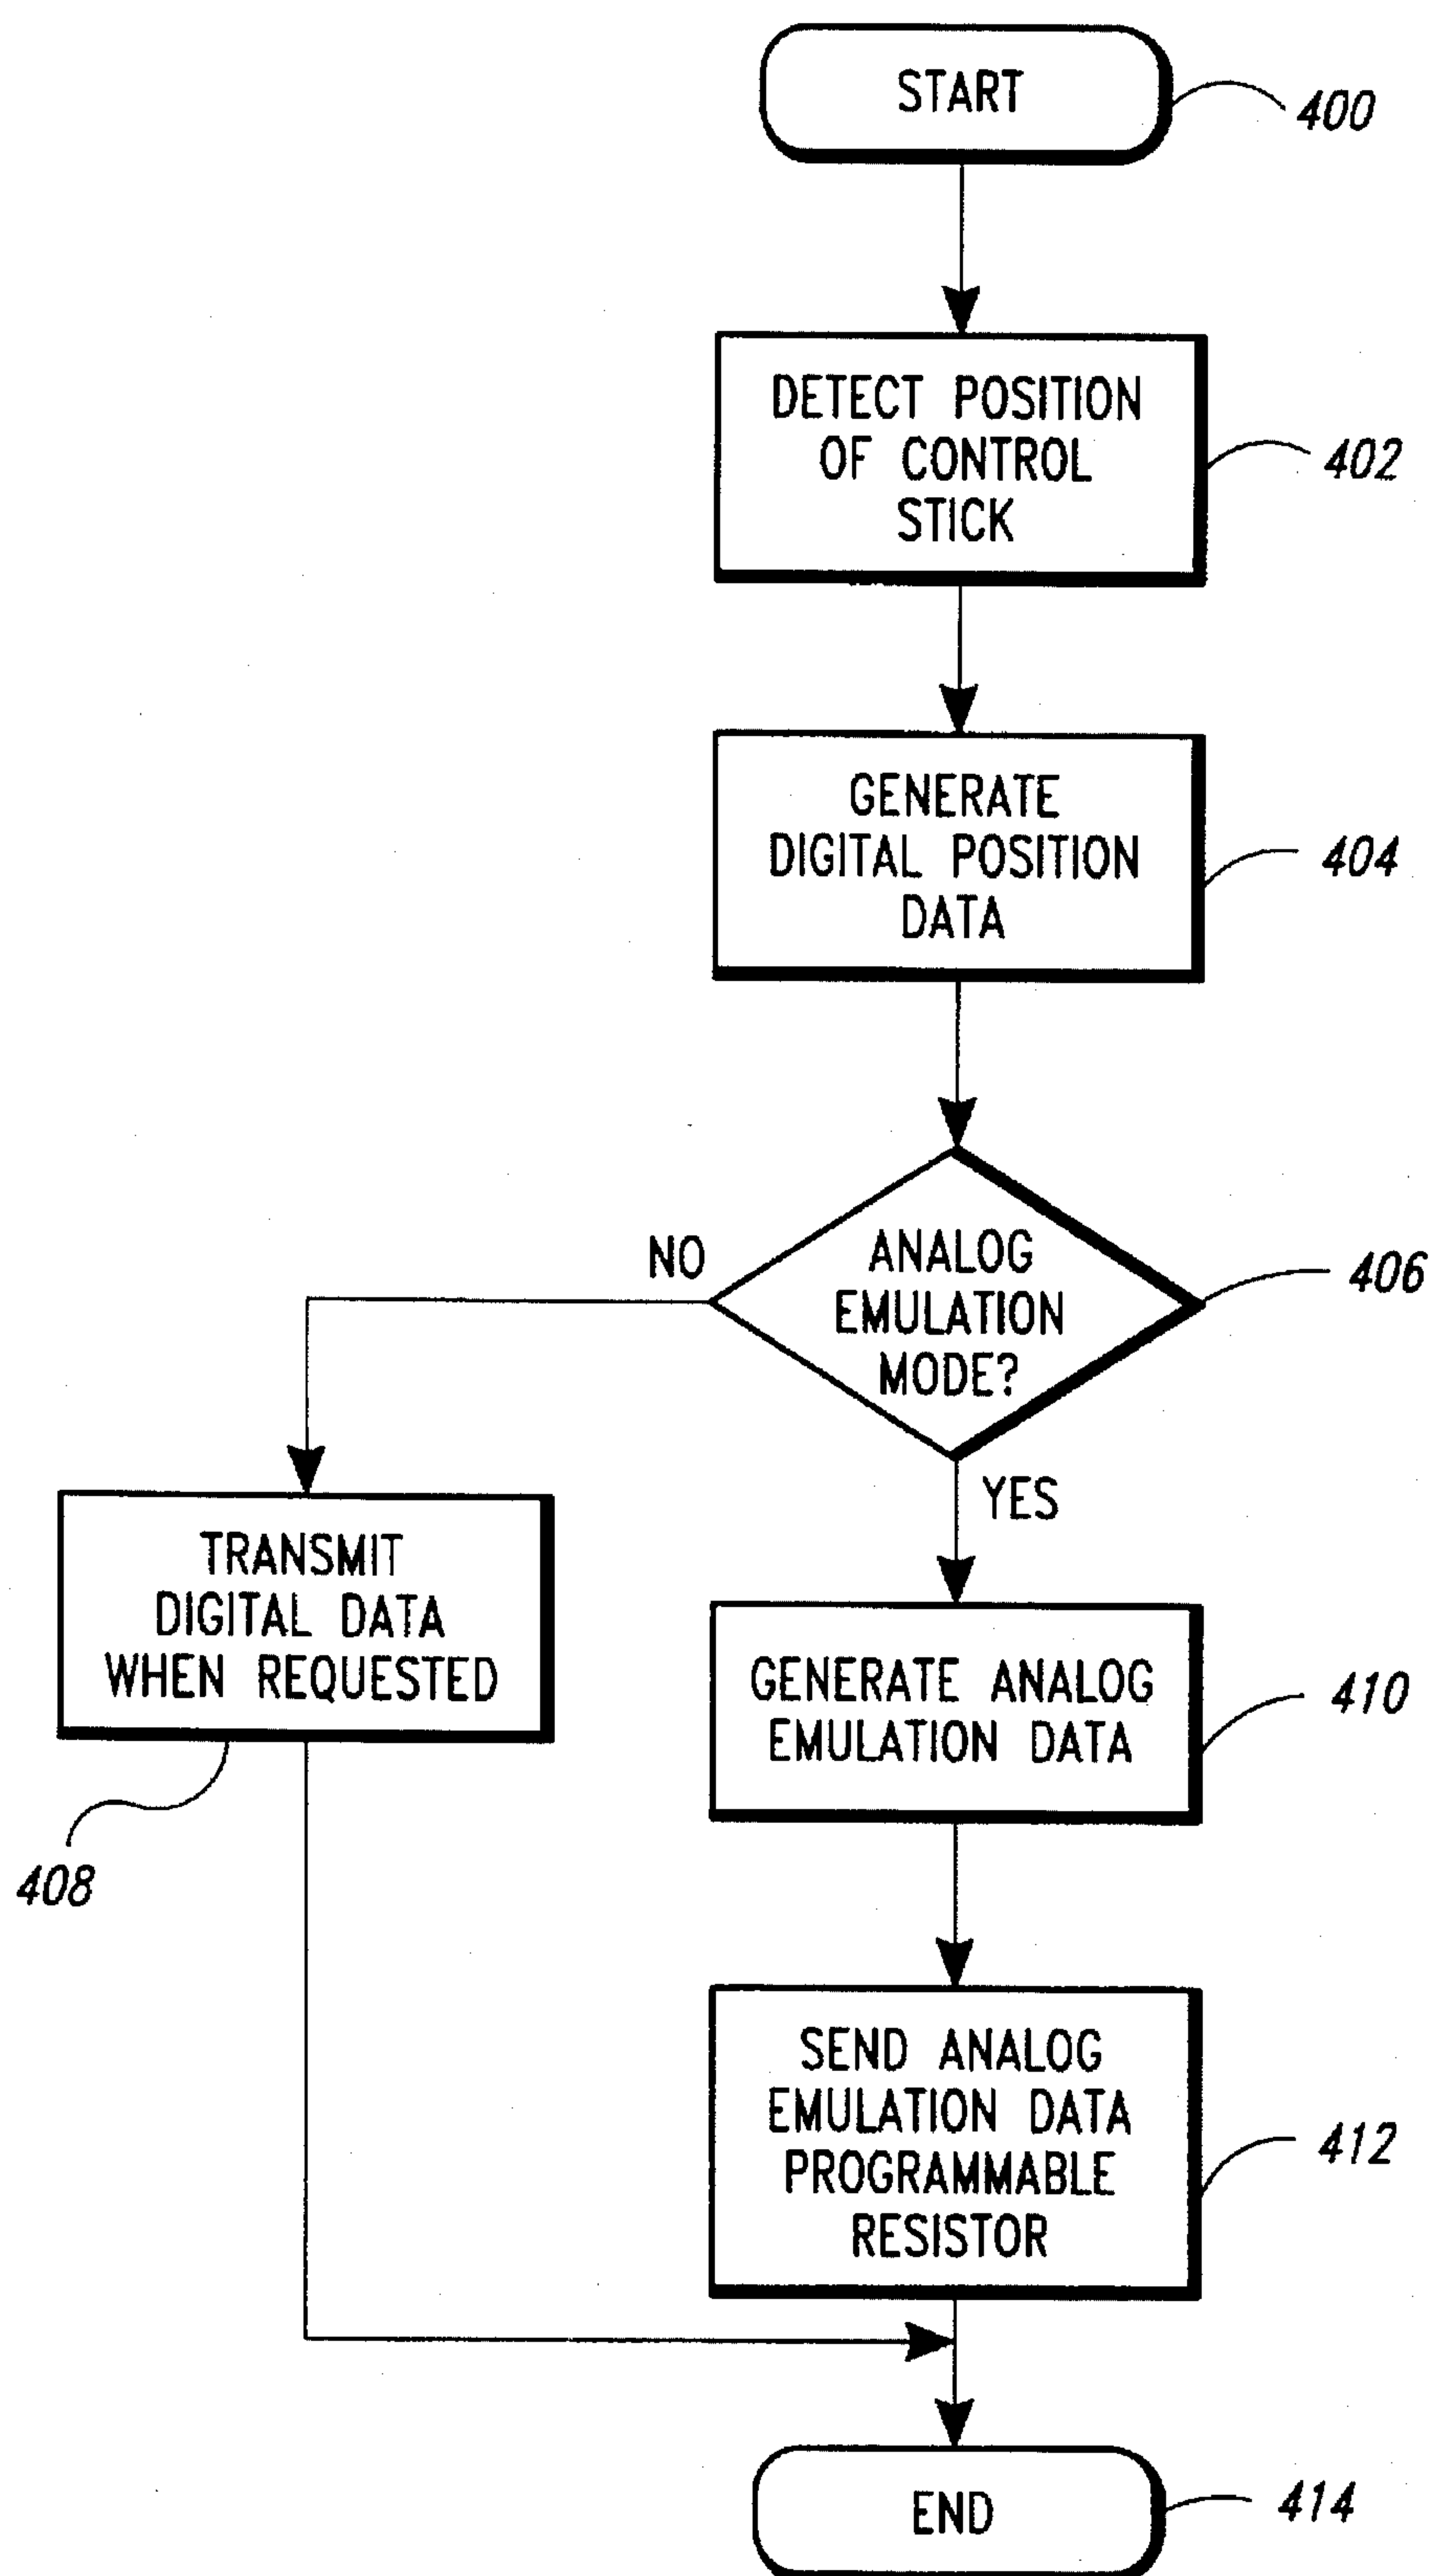 START
400
DETECT POSITION
OF CONTROL
STICK
402
GENERATE
DIGITAL POSITION
DATA
404
NO
ANALOG
EMULATION
MODE?
406
YES
TRANSMIT
DIGITAL DATA
WHEN REQUESTED
408
GENERATE ANALOG
EMULATION DATA
410
SEND ANALOG
EMULATION DATA
PROGRAMMABLE
RESISTOR
412
END
414